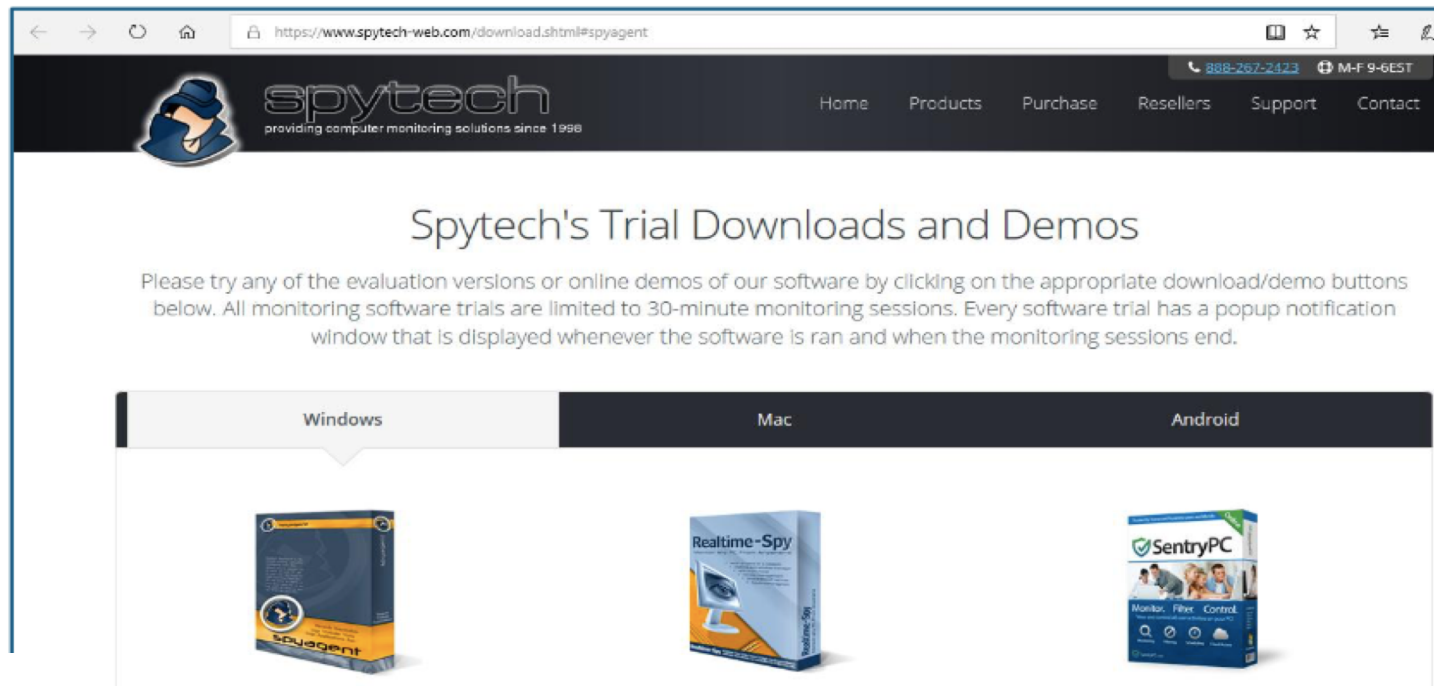 https://www.spytech-web.com/download.shtml#spyagent
888-267-2423 M-F 9-6EST
spytech
providing computer monitoring solutions since 1998
Home Products Purchase Resellers Support Contact
Spytech's Trial Downloads and Demos
Please try any of the evaluation versions or online demos of our software by clicking on the appropriate download/demo buttons
below. All monitoring software trials are limited to 30-minute monitoring sessions. Every software trial has a popup notification
window that is displayed whenever the software is ran and when the monitoring sessions end.
Windows Mac Android
spyagent
Realtime-Spy
Realtime-Spy
Online
SentryPC
Monitor. Filter. Control.